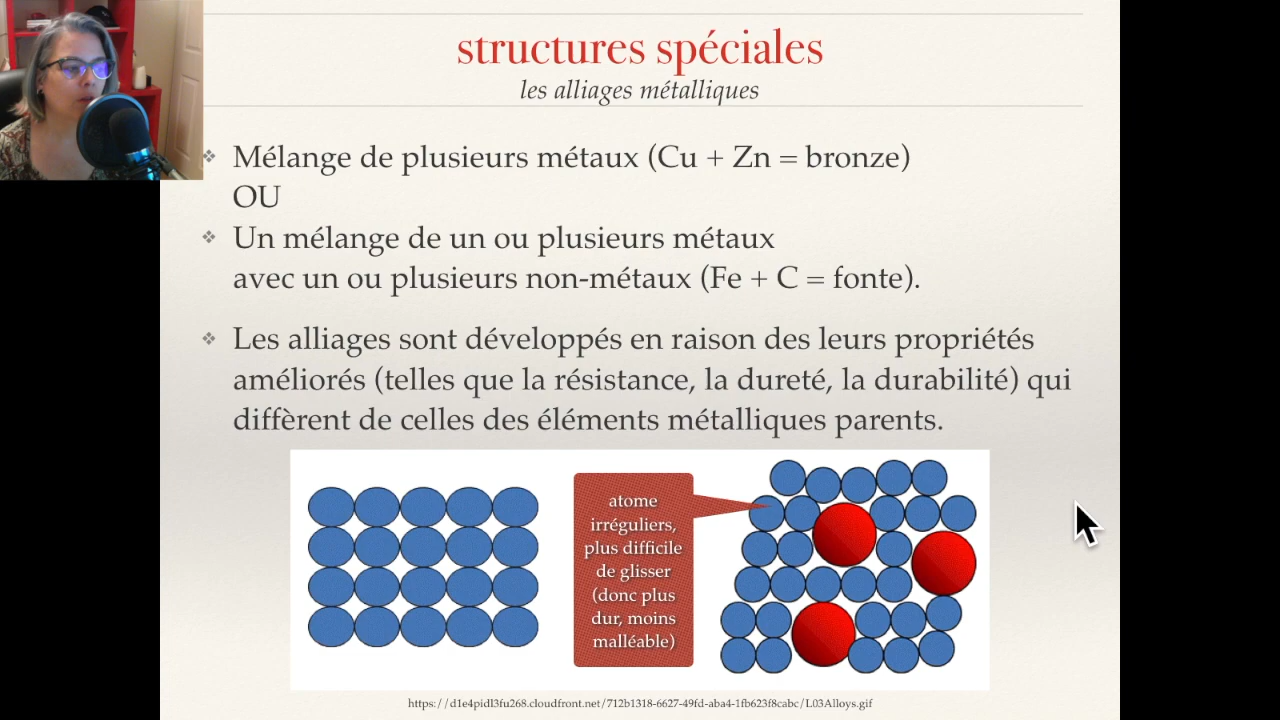 structures spéciales
les alliages métalliques
Mélange de plusieurs métaux (Cu + Zn = bronze)
OU
Un mélange de un ou plusieurs métaux
avec un ou plusieurs non-métaux (Fe + C = fonte).
Les alliages sont développés en raison des leurs propriétés
améliorés (telles que la résistance, la dureté, la durabilité) qui
diffèrent de celles des éléments métalliques parents.
atome
irréguliers,
plus difficile
de glisser
(donc plus
dur, moins
malléable)
https://d1e4pidl3fu268.cloudfront.net/712b1318-6627-49fd-aba4-1fb623f8cabc/L03Alloys.gif